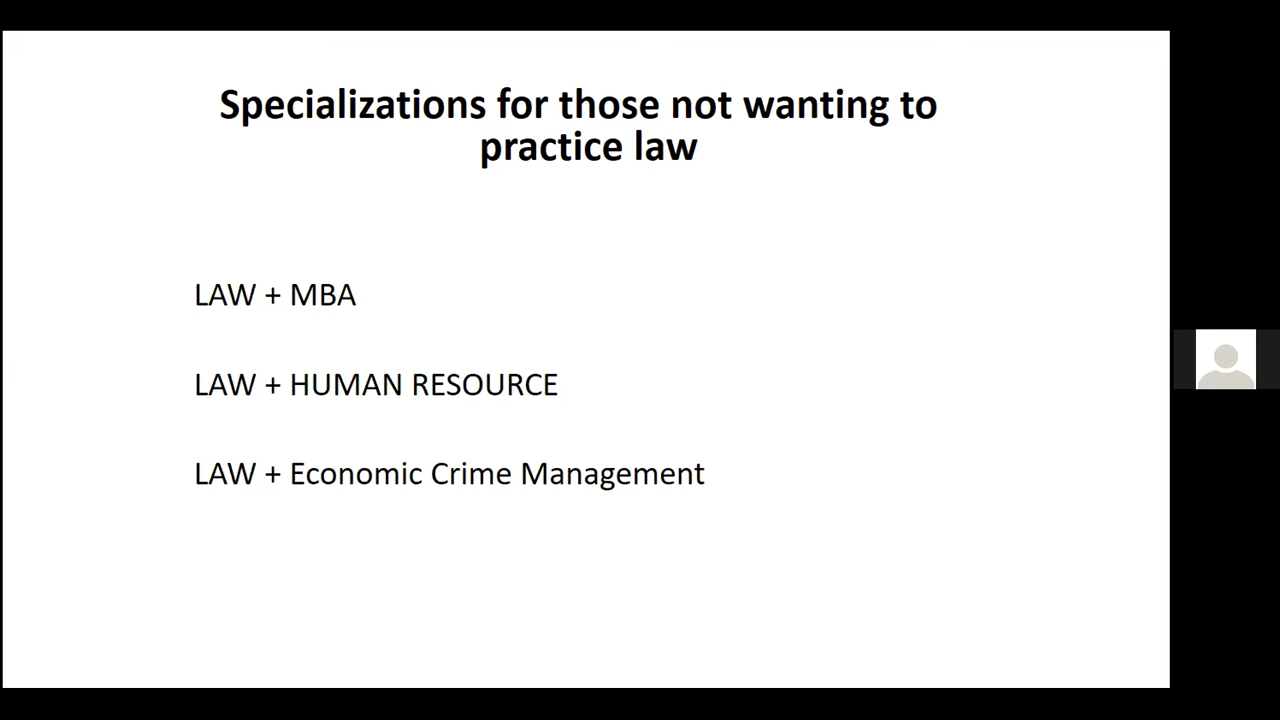 Specializations for those not wanting to
practice law
LAW + MBA
LAW + HUMAN RESOURCE
LAW + Economic Crime Management